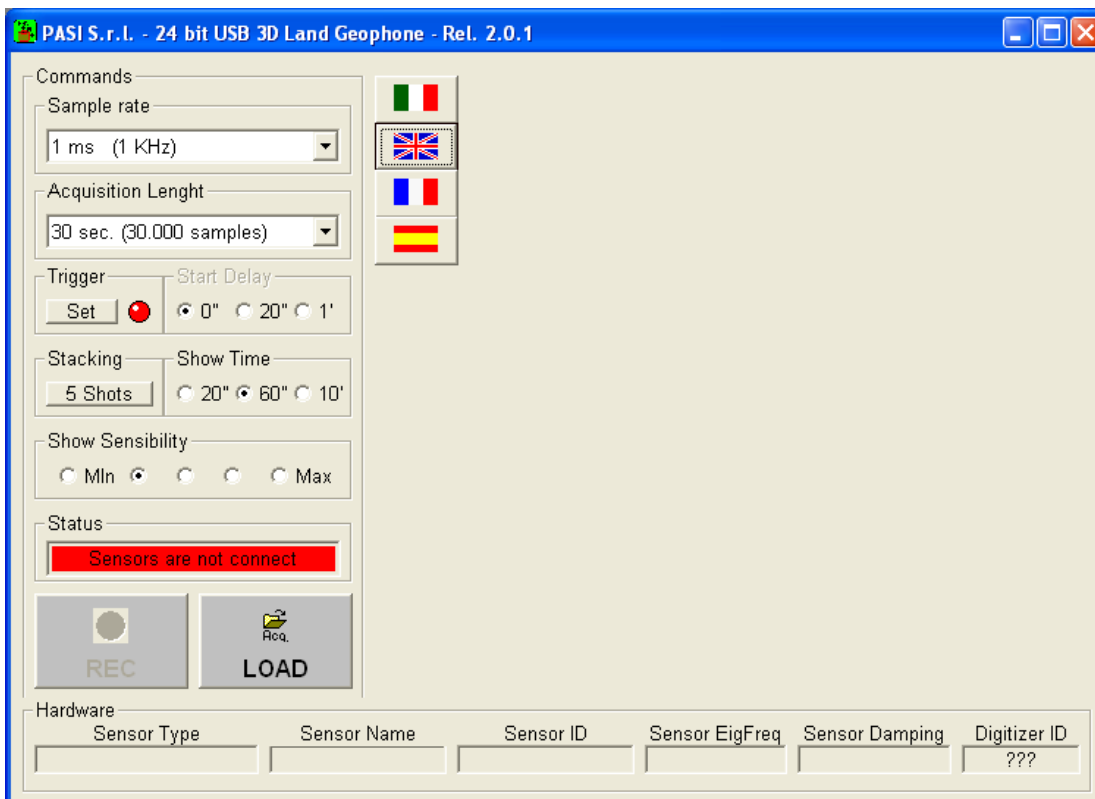 PASI S.r.l. - 24 bit USB 3D Land Geophone - Rel. 2.0.1
Commands
Sample rate
1 ms (1 KHz)
Acquisition Lenght
30 sec. (30.000 samples)
Trigger
Start Delay
Set
0" 20" 1'
Stacking
Show Time
5 Shots
20" 60" 10'
Show Sensibility
MIn Max
Status
Sensors are not connect
REC
Acq.
LOAD
Hardware
Sensor Type Sensor Name Sensor ID Sensor EigFreq Sensor Damping Digitizer ID
???